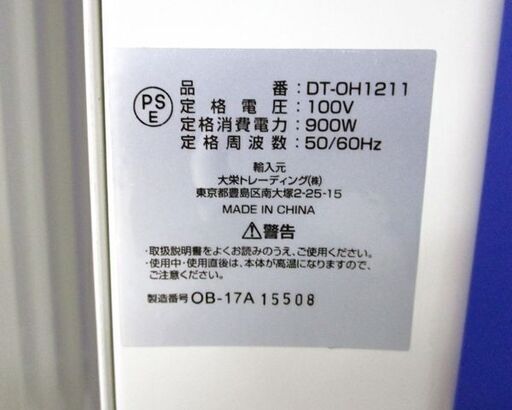 PS
E
品 番：DT-OH1211
定格電圧：100V
定格消費電力：900W
定格周波数：50/60Hz
輸入元
大栄トレーディング(株)
東京都豊島区南大塚2-25-15
MADE IN CHINA
⚠警告
・取扱説明書をよくお読みのうえ、ご使用ください。
・使用中・使用直後は、本体が高温になりますので、
ご注意ください。
製造番号 OB-17A 15508